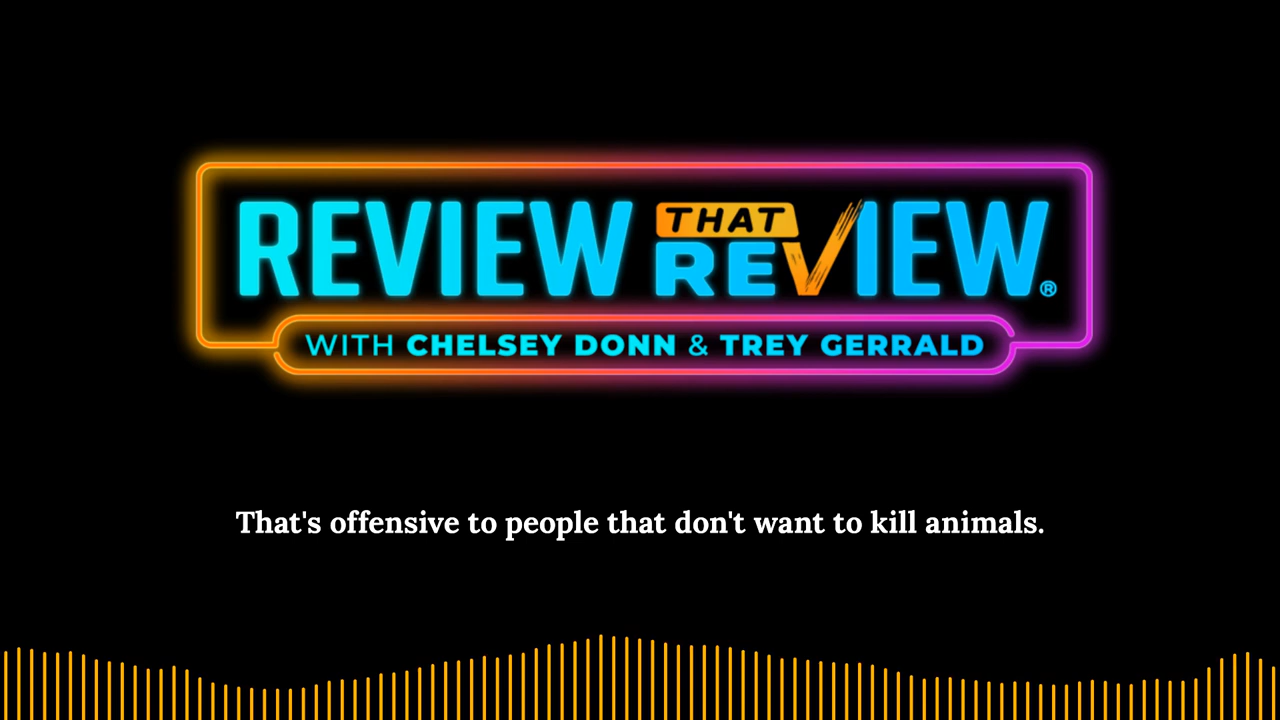 REVIEW THAT REVIEW®
WITH CHELSEY DONN & TREY GERRALD
That's offensive to people that don't want to kill animals.